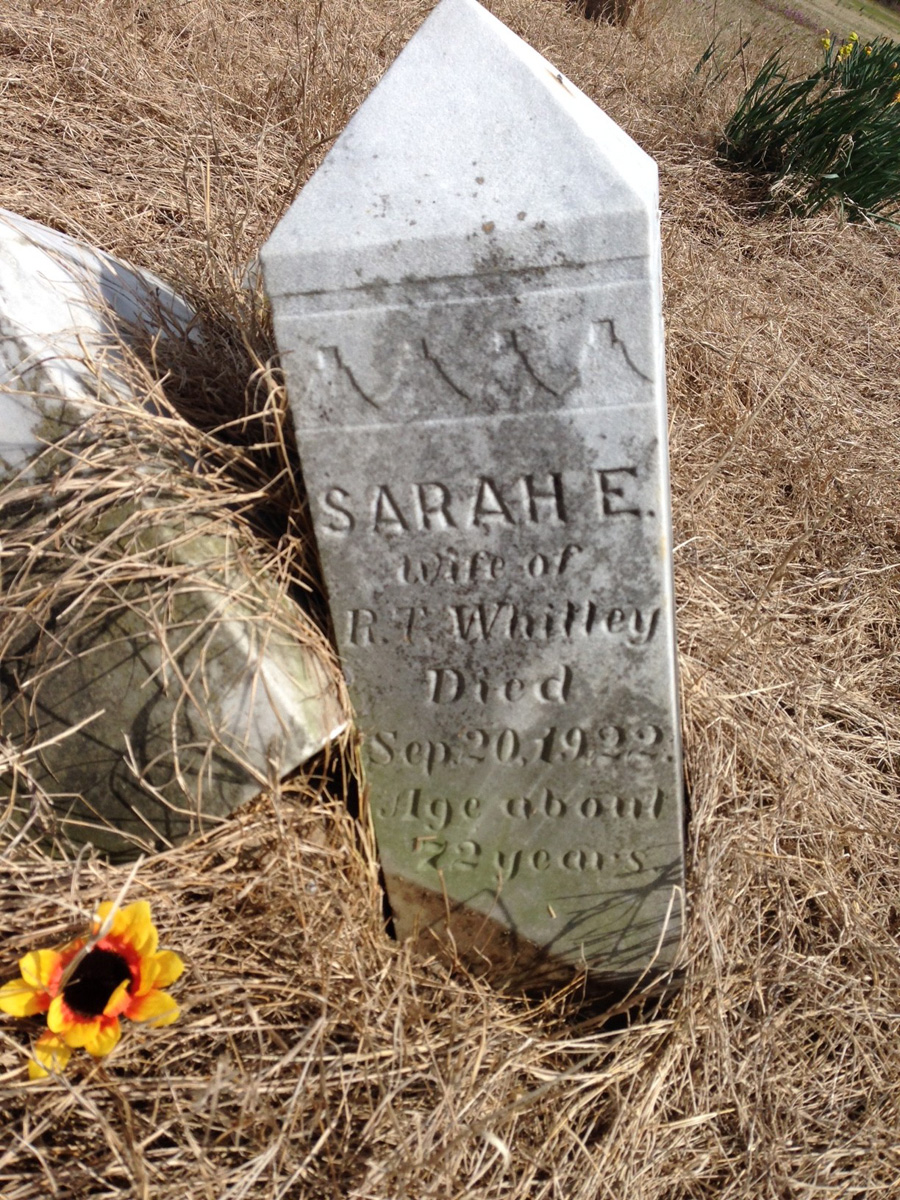 SARAH E.
Wife of
R. T. Whitley
Died
Sep. 20, 1922.
Age about
72 years.